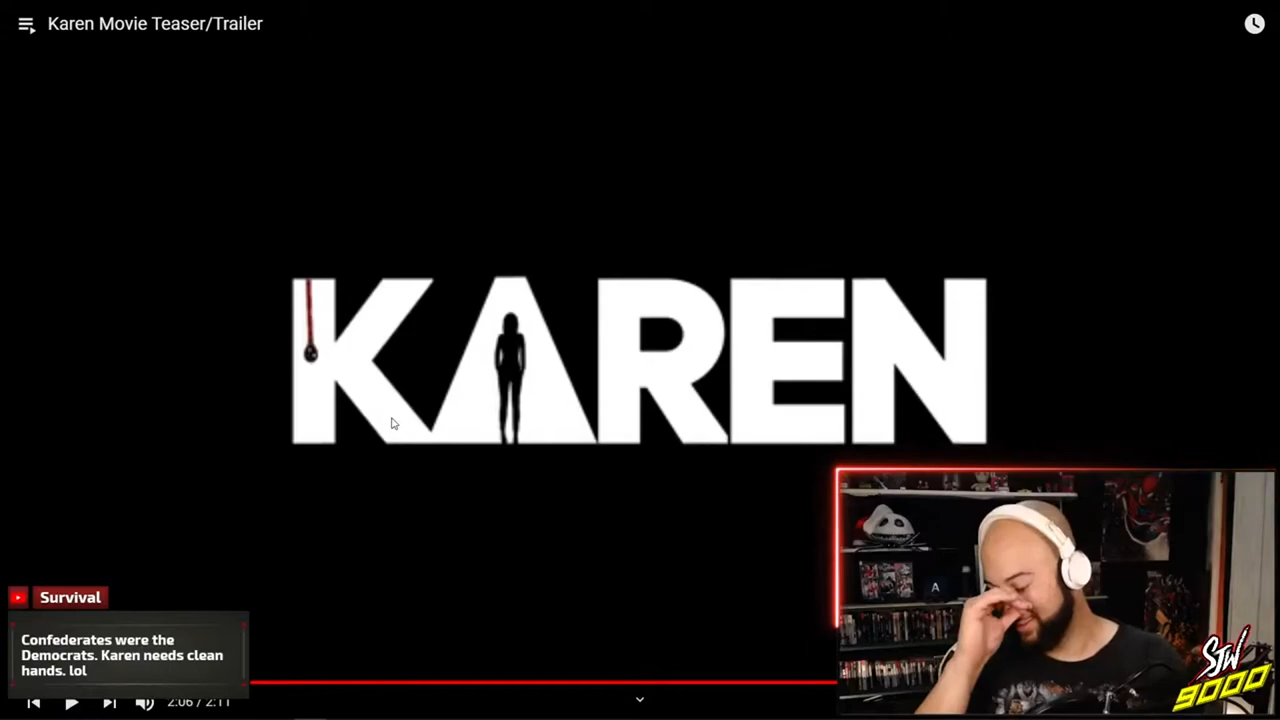 Karen Movie Teaser/Trailer
KAREN
Survival
Confederates were the
Democrats. Karen needs clean
hands. lol
2:06 / 2:11
A
SJW
9000